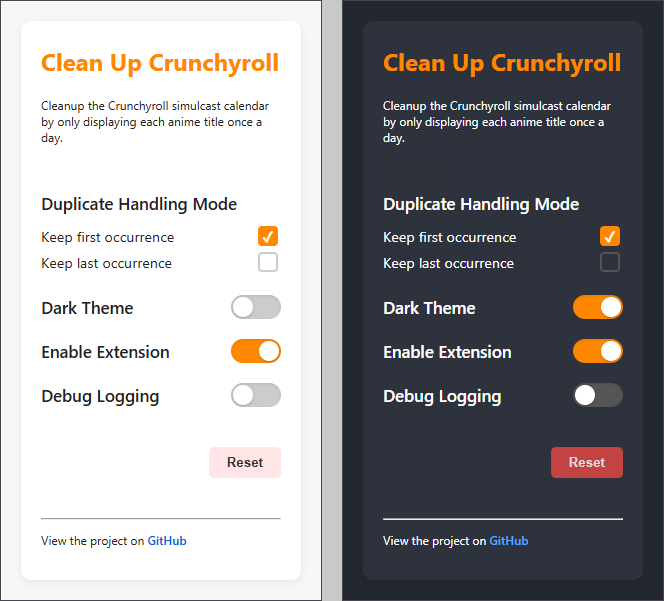 Clean Up Crunchyroll
Cleanup the Crunchyroll simulcast calendar
by only displaying each anime title once a
day.
Duplicate Handling Mode
Keep first occurrence
Keep last occurrence
Dark Theme
Enable Extension
Debug Logging
Reset
View the project on GitHub
Clean Up Crunchyroll
Cleanup the Crunchyroll simulcast calendar
by only displaying each anime title once a
day.
Duplicate Handling Mode
Keep first occurrence
Keep last occurrence
Dark Theme
Enable Extension
Debug Logging
Reset
View the project on GitHub